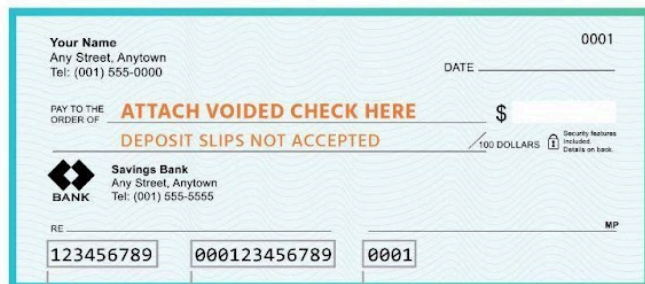 Your Name
Any Street, Anytown
Tel: (001) 555-0000
0001
DATE
PAY TO THE
ORDER OF
ATTACH VOIDED CHECK HERE
$
DEPOSIT SLIPS NOT ACCEPTED
/100 DOLLARS
Security features
included.
Details on back.
Savings Bank
Any Street, Anytown
Tel: (001) 555-5555
BANK
RE
MP
123456789 000123456789 0001